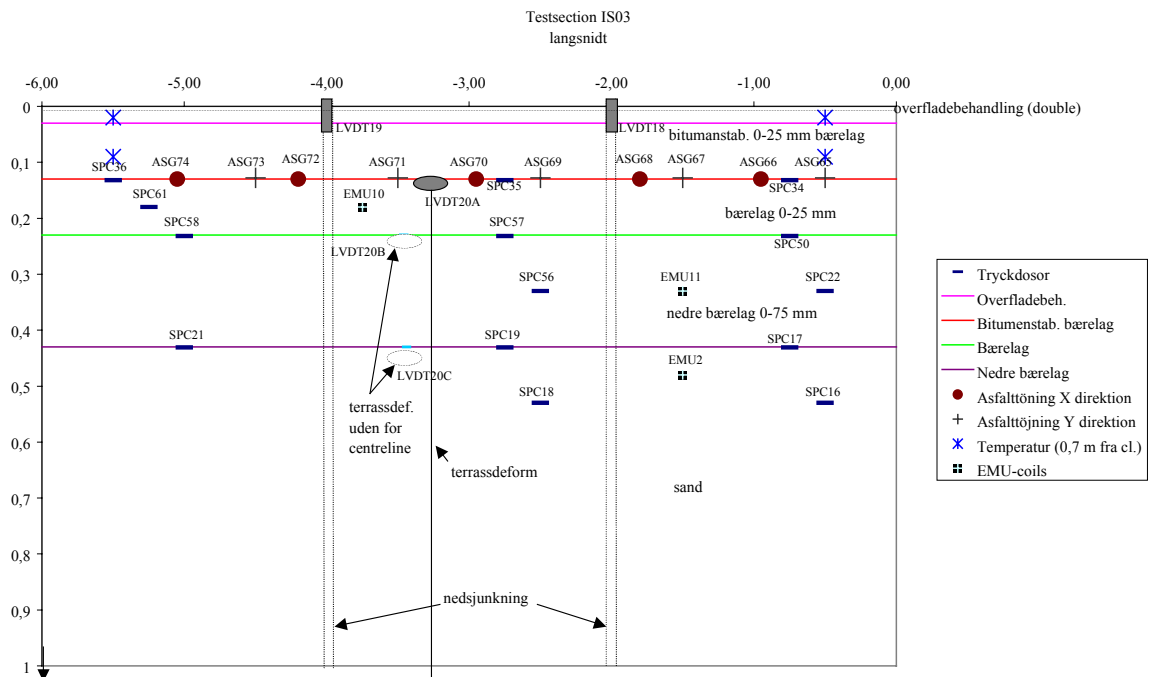 Testsection IS03
langsnidt
-6,00 -5,00 -4,00 -3,00 -2,00 -1,00 0,00
0
overfladebehandling (double)
LVDT19
LVDT18
bitumanstab. 0-25 mm bærelag
0,1
SPC36
ASG74
ASG73
ASG72
ASG71
ASG70
ASG69
ASG68
ASG67
ASG66
ASG65
SPC35
SPC34
SPC61
EMU10
LVDT20A
0,2
SPC58
SPC57
bærelag 0-25 mm
SPC50
LVDT20B
0,3
SPC56
EMU11
SPC22
nedre bærelag 0-75 mm
0,4
SPC21
SPC19
SPC17
LVDT20C
EMU2
0,5
SPC18
SPC16
terrassdef.
uden for
centreline
0,6
terrassdeform
sand
0,7
0,8
nedsjunkning
0,9
1
Tryckdosor
Overfladebeh.
Bitumenstab. bærelag
Bærelag
Nedre bærelag
Asfalttöning X direktion
Asfalttöjning Y direktion
Temperatur (0,7 m fra cl.)
EMU-coils